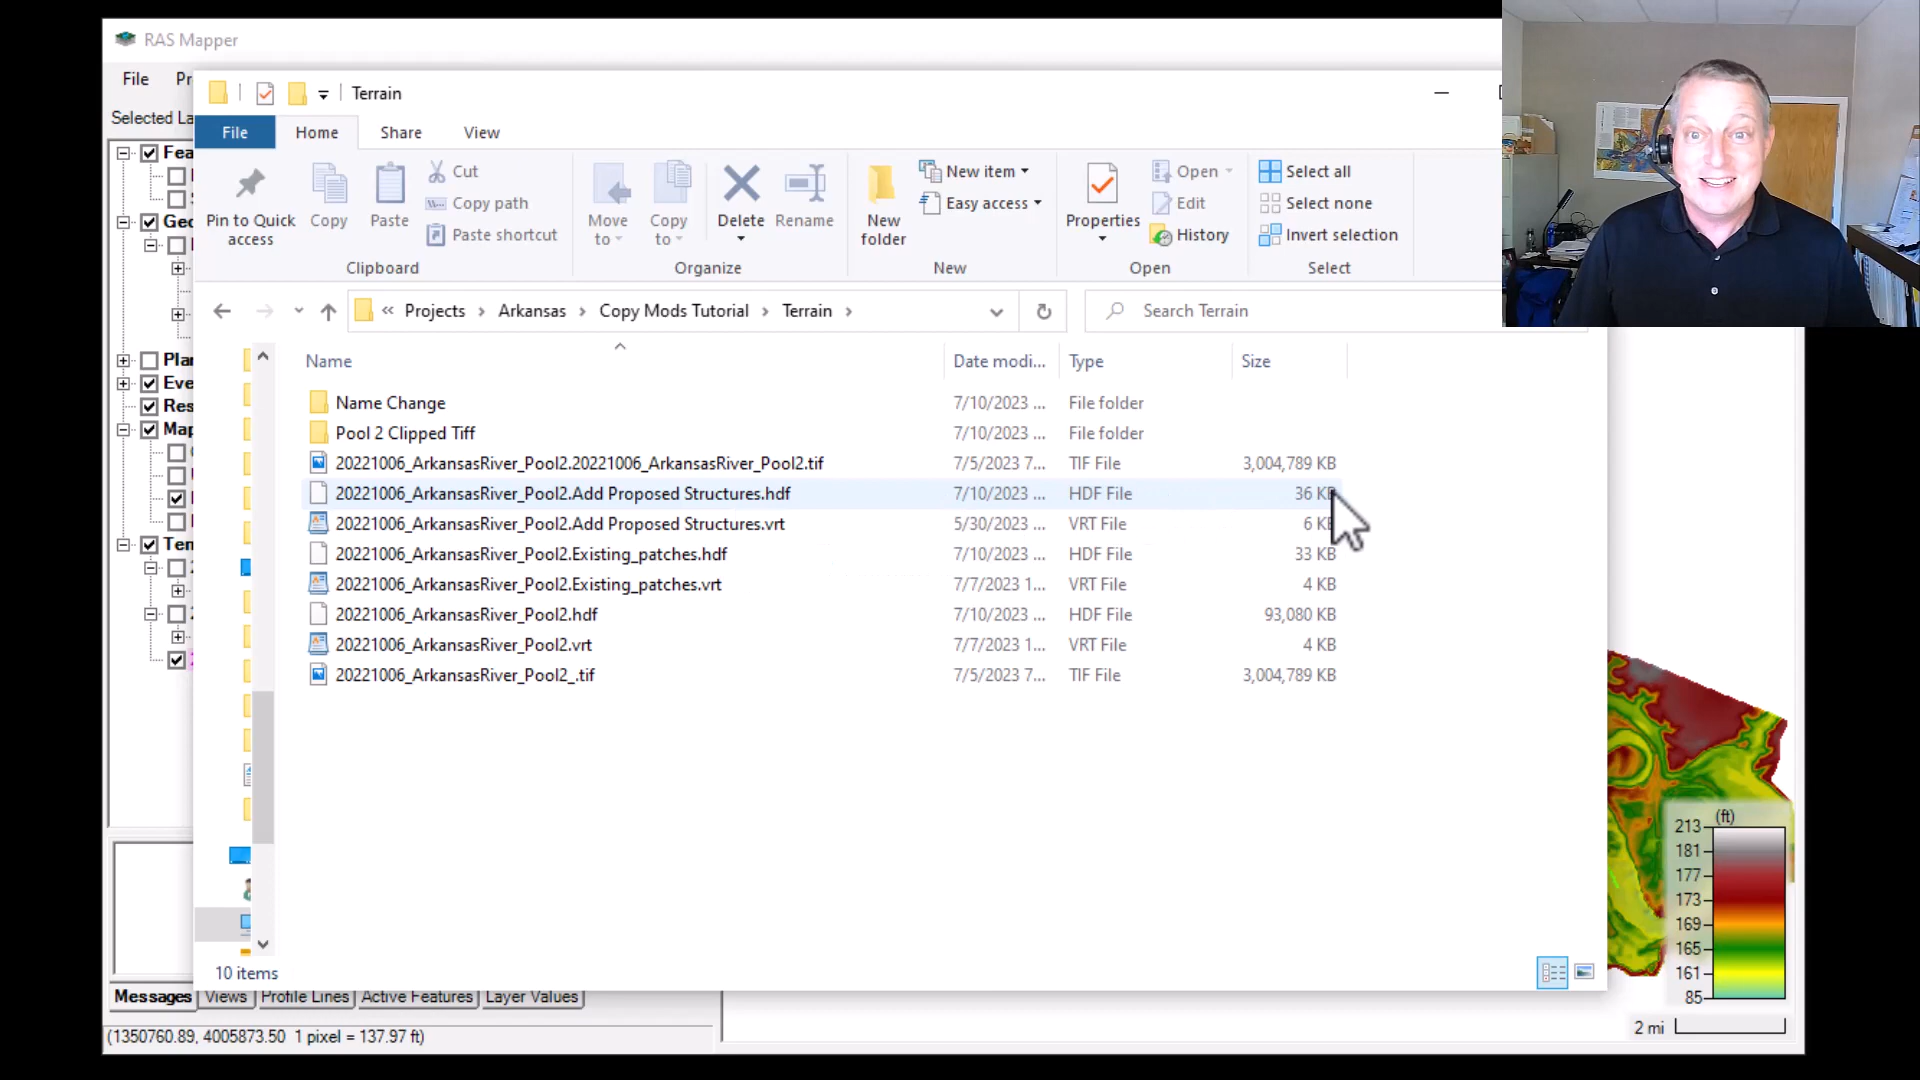 RAS Mapper
File Pr
Terrain
Selected La
File Home Share View
Fea
Geo
Plan
Eve
Res
Map
Terr
Pin to Quick access
Copy
Paste
Cut
Copy path
Paste shortcut
Move to
Copy to
Delete
Rename
New folder
New item
Easy access
Properties
Open
Edit
History
Select all
Select none
Invert selection
Clipboard Organize New Open Select
« Projects › Arkansas › Copy Mods Tutorial › Terrain ›
Search Terrain
Name Date modi... Type Size
Name Change 7/10/2023 ... File folder
Pool 2 Clipped Tiff 7/10/2023 ... File folder
20221006_ArkansasRiver_Pool2.20221006_ArkansasRiver_Pool2.tif 7/5/2023 7... TIF File 3,004,789 KB
20221006_ArkansasRiver_Pool2.Add Proposed Structures.hdf 7/10/2023 ... HDF File 36 KB
20221006_ArkansasRiver_Pool2.Add Proposed Structures.vrt 5/30/2023 ... VRT File 6 KB
20221006_ArkansasRiver_Pool2.Existing_patches.hdf 7/10/2023 ... HDF File 33 KB
20221006_ArkansasRiver_Pool2.Existing_patches.vrt 7/7/2023 1... VRT File 4 KB
20221006_ArkansasRiver_Pool2.hdf 7/10/2023 ... HDF File 93,080 KB
20221006_ArkansasRiver_Pool2.vrt 7/7/2023 1... VRT File 4 KB
20221006_ArkansasRiver_Pool2_.tif 7/5/2023 7... TIF File 3,004,789 KB
10 items
Messages Views Profile Lines Active Features Layer Values
(1350760.89, 4005873.50 1 pixel = 137.97 ft)
(ft)
213
181
177
173
169
165
161
85
2 mi